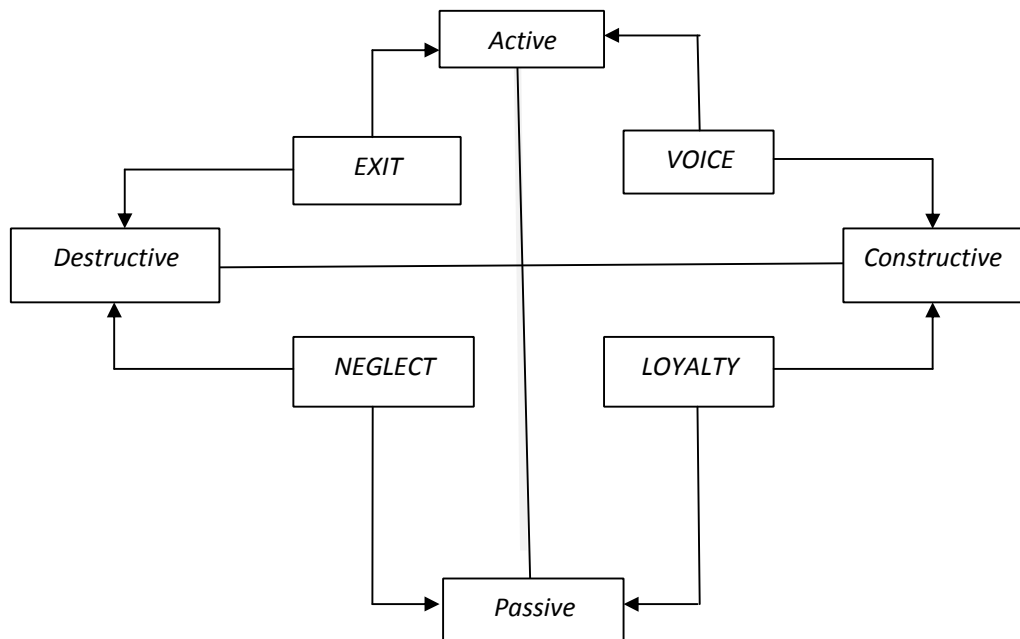 Active
EXIT
VOICE
Destructive
Constructive
NEGLECT
LOYALTY
Passive